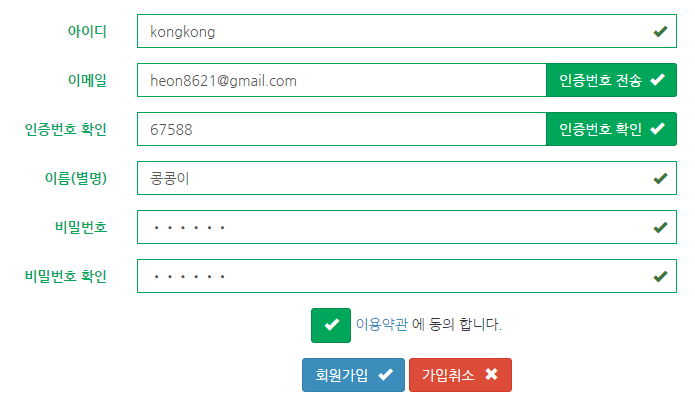 아이디 kongkong
이메일 heon8621@gmail.com 인증번호 전송
인증번호 확인 67588 인증번호 확인
이름(별명) 콩콩이
비밀번호 ••••••
비밀번호 확인 ••••••
이용약관 에 동의 합니다.
회원가입 가입취소